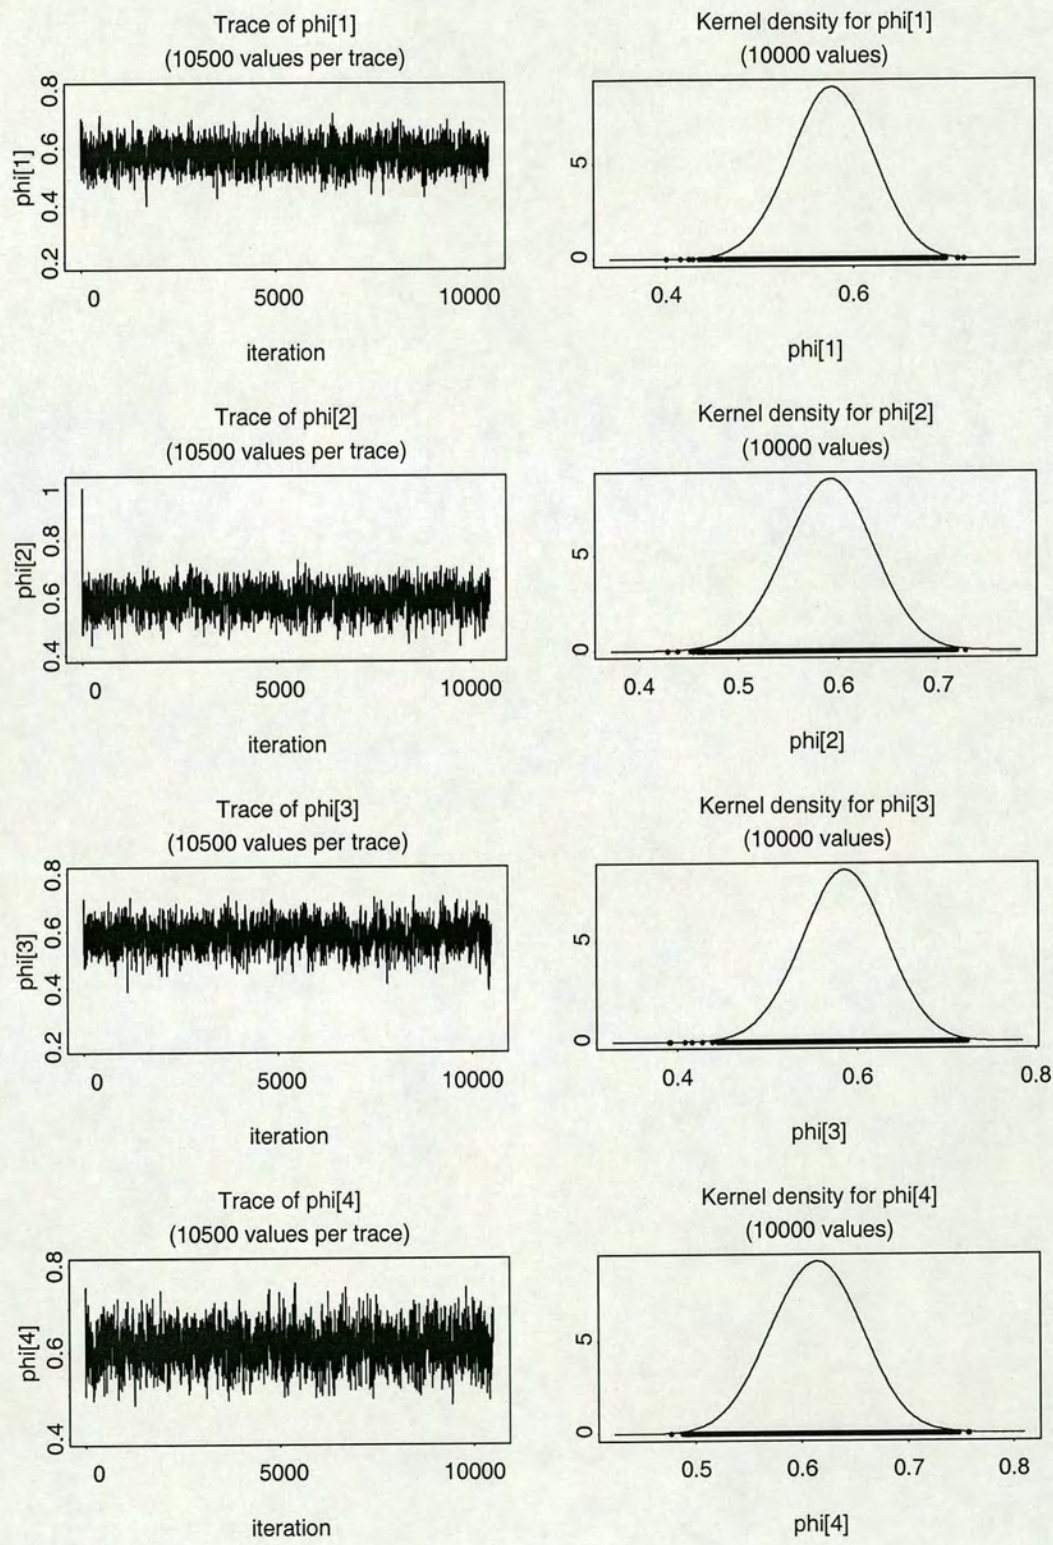 Trace of phi[1]
(10500 values per trace)
phi[1]
0.2 0.4 0.6 0.8
0 5000 10000
iteration
Kernel density for phi[1]
(10000 values)
0 5
0.4 0.6
phi[1]
Trace of phi[2]
(10500 values per trace)
phi[2]
0.4 0.6 0.8 1
0 5000 10000
iteration
Kernel density for phi[2]
(10000 values)
0 5
0.4 0.5 0.6 0.7
phi[2]
Trace of phi[3]
(10500 values per trace)
phi[3]
0.2 0.4 0.6 0.8
0 5000 10000
iteration
Kernel density for phi[3]
(10000 values)
0 5
0.4 0.6 0.8
phi[3]
Trace of phi[4]
(10500 values per trace)
phi[4]
0.4 0.6 0.8
0 5000 10000
iteration
Kernel density for phi[4]
(10000 values)
0 5
0.5 0.6 0.7 0.8
phi[4]